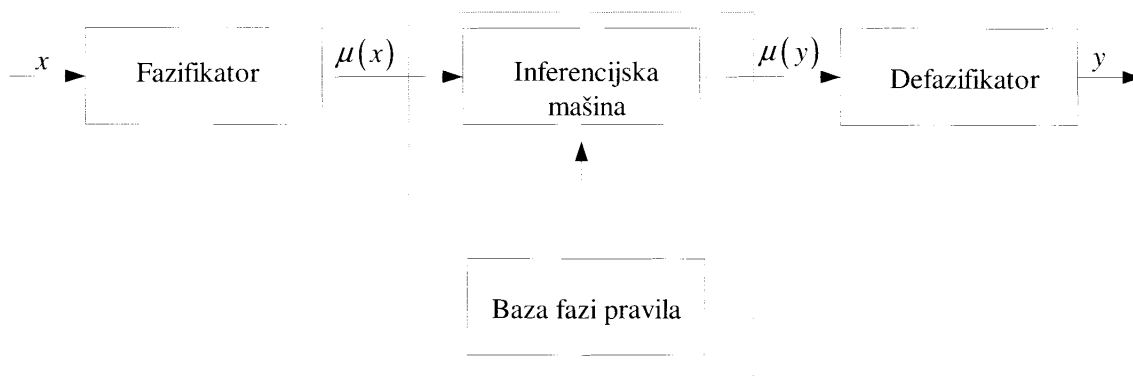 x
Fazifikator
μ(x)
Inferencijska
mašina
μ(y)
Defazifikator
y
Baza fazi pravila